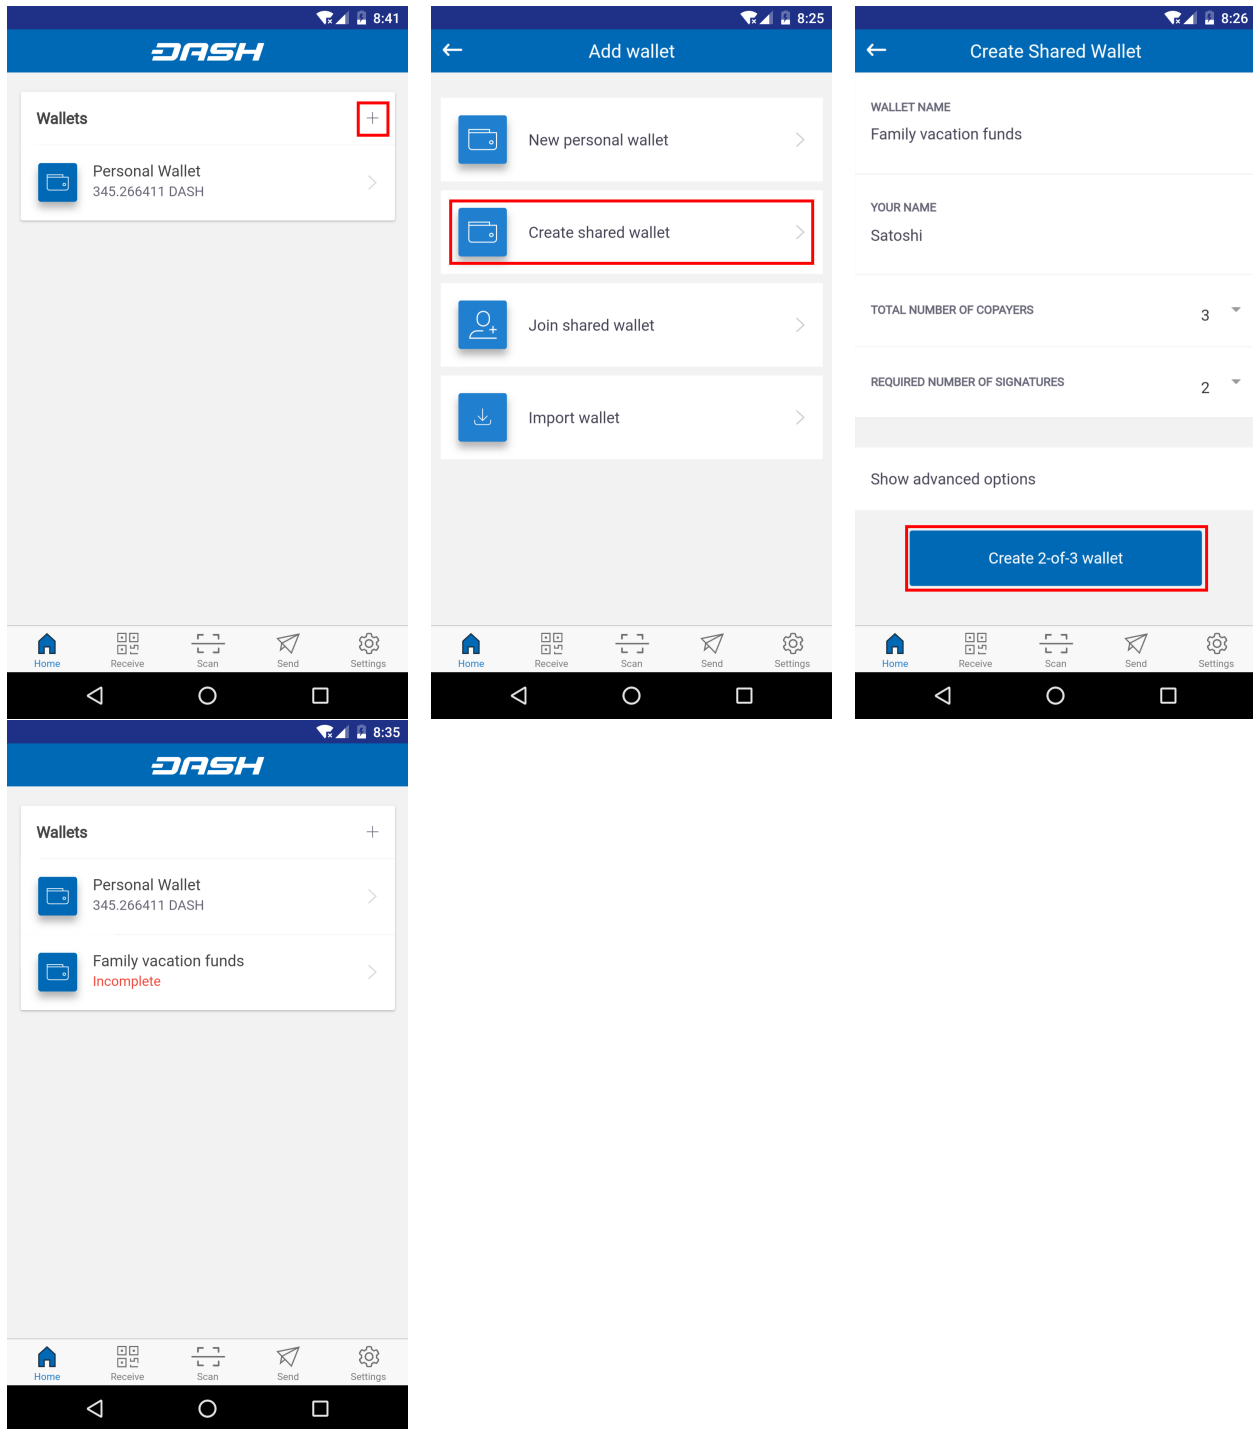 8:41
DASH
Wallets
Personal Wallet
345.266411 DASH
Home Receive Scan Send Settings
8:25
Add wallet
New personal wallet
Create shared wallet
Join shared wallet
Import wallet
Home Receive Scan Send Settings
8:26
Create Shared Wallet
WALLET NAME
Family vacation funds
YOUR NAME
Satoshi
TOTAL NUMBER OF COPAYERS 3
REQUIRED NUMBER OF SIGNATURES 2
Show advanced options
Create 2-of-3 wallet
Home Receive Scan Send Settings
8:35
DASH
Wallets
Personal Wallet
345.266411 DASH
Family vacation funds
Incomplete
Home Receive Scan Send Settings